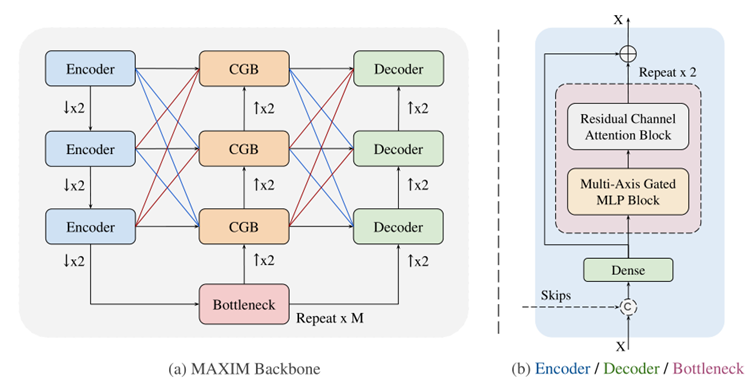 Encoder
CGB
Decoder
↓x2
↑x2
↑x2
Encoder
CGB
Decoder
↓x2
↑x2
↑x2
Encoder
CGB
Decoder
↓x2
↑x2
↑x2
Bottleneck
Repeat x M
(a) MAXIM Backbone
X
Repeat x 2
Residual Channel
Attention Block
Multi-Axis Gated
MLP Block
Dense
Skips
C
X
(b) Encoder / Decoder / Bottleneck